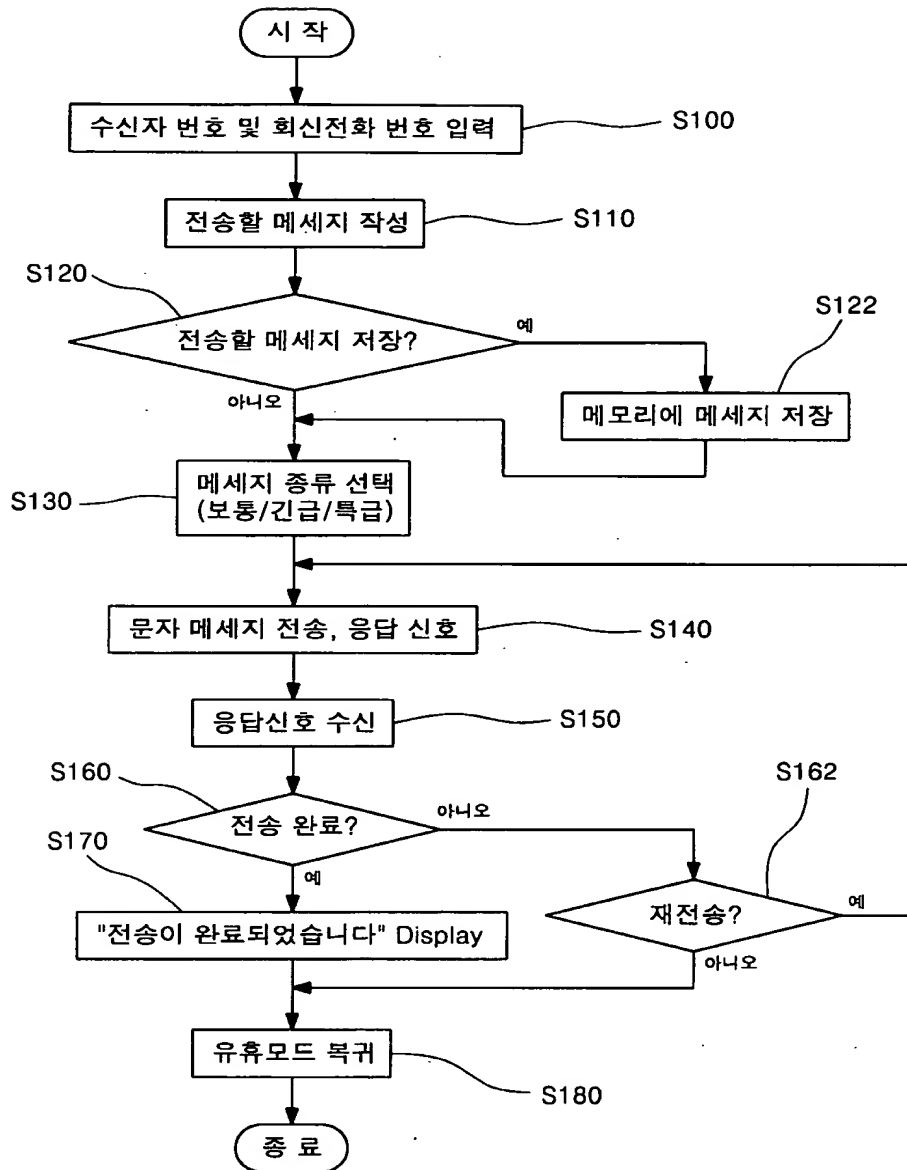 시 작
수신자 번호 및 회신전화 번호 입력
S100
전송할 메세지 작성
S110
S120
전송할 메세지 저장?
예
S122
아니오
메모리에 메세지 저장
S130
메세지 종류 선택
(보통/긴급/특급)
문자 메세지 전송, 응답 신호
S140
응답신호 수신
S150
S160
전송 완료?
아니오
S162
S170
예
재전송?
예
"전송이 완료되었습니다" Display
아니오
유휴모드 복귀
S180
종 료